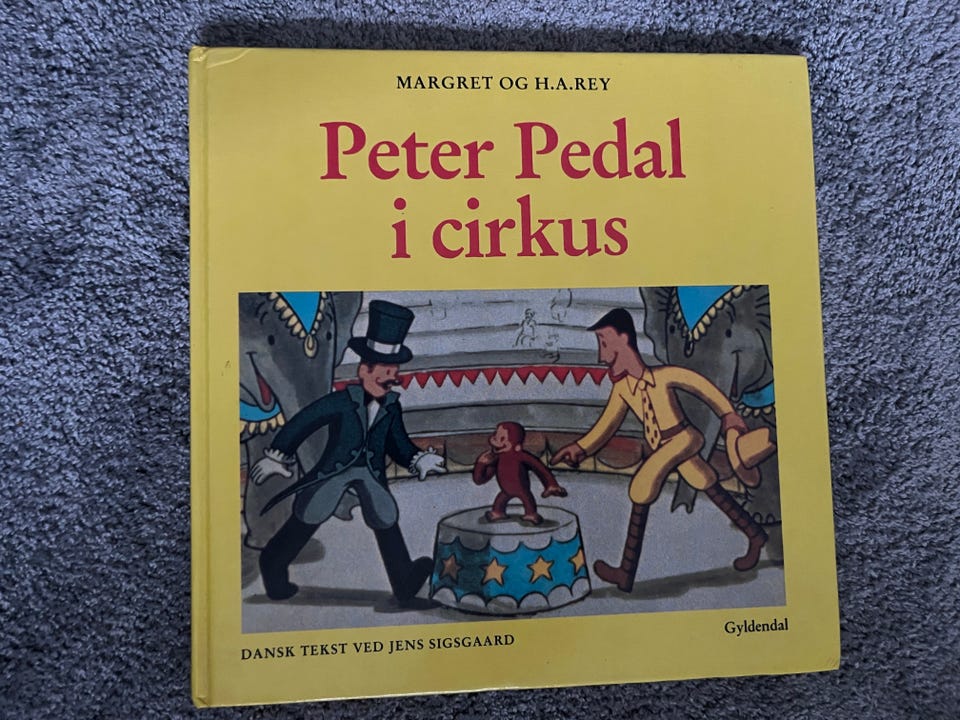 MARGRET OG H.A.REY
Peter Pedal
i cirkus
DANSK TEKST VED JENS SIGSGAARD
Gyldendal